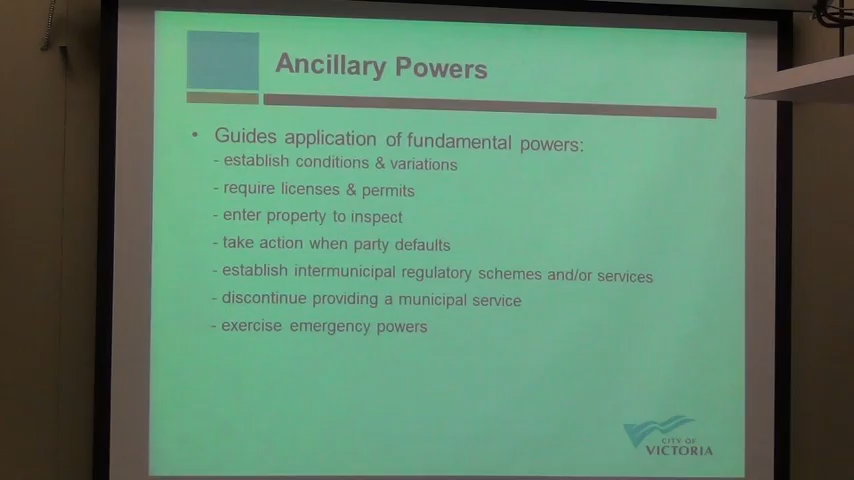 Ancillary Powers
• Guides application of fundamental powers:
- establish conditions & variations
- require licenses & permits
- enter property to inspect
- take action when party defaults
- establish intermunicipal regulatory schemes and/or services
- discontinue providing a municipal service
- exercise emergency powers
CITY OF
VICTORIA